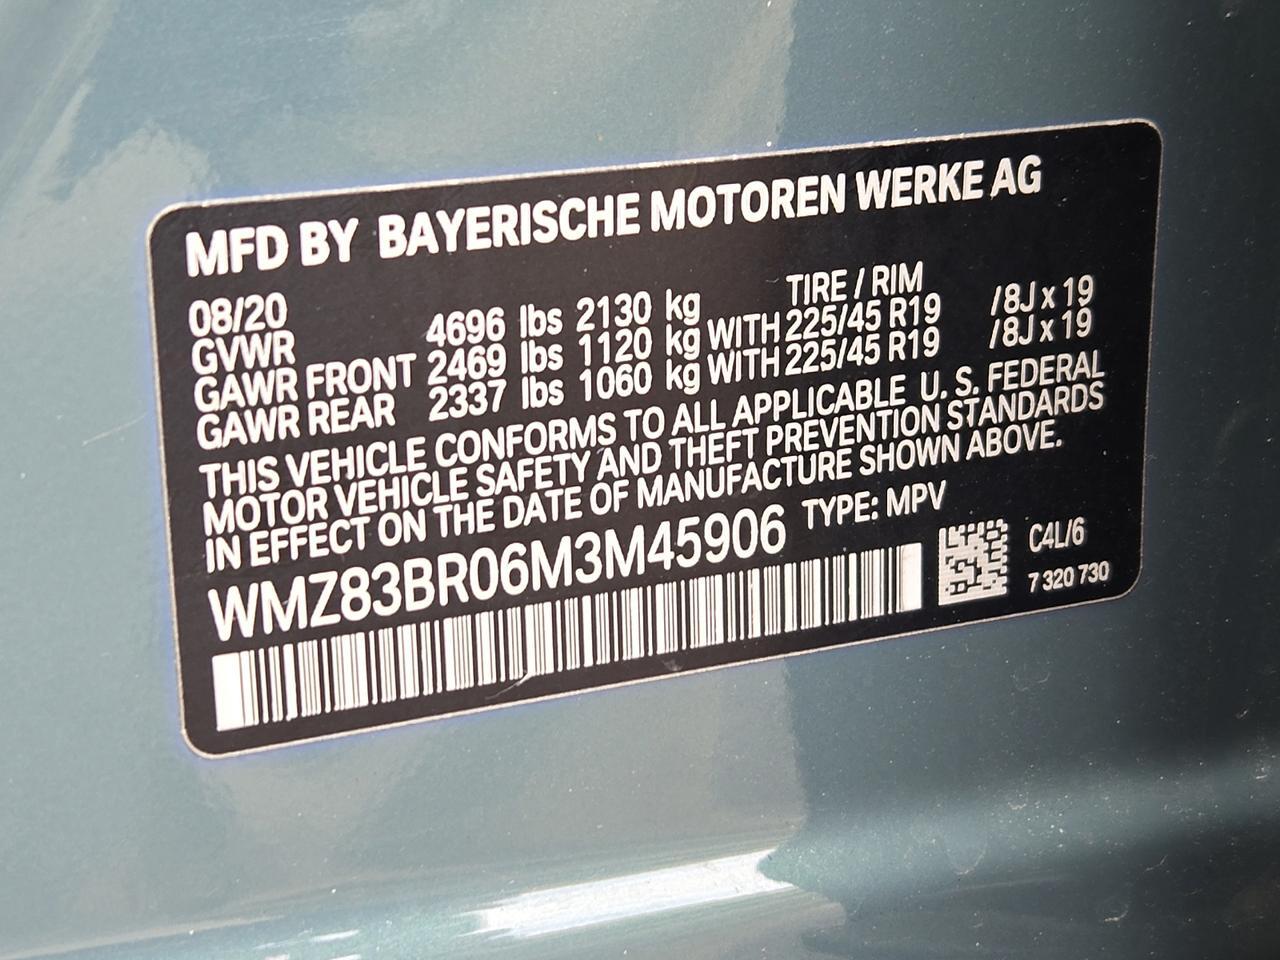 MFD BY BAYERISCHE MOTOREN WERKE AG
08/20 TIRE / RIM
GVWR 4696 lbs 2130 kg
GAWR FRONT 2469 lbs 1120 kg WITH 225/45 R19 /8J x 19
GAWR REAR 2337 lbs 1060 kg WITH 225/45 R19 /8J x 19
THIS VEHICLE CONFORMS TO ALL APPLICABLE U. S. FEDERAL
MOTOR VEHICLE SAFETY AND THEFT PREVENTION STANDARDS
IN EFFECT ON THE DATE OF MANUFACTURE SHOWN ABOVE.
WMZ83BR06M3M45906 TYPE: MPV
C4L/6
7 320 730